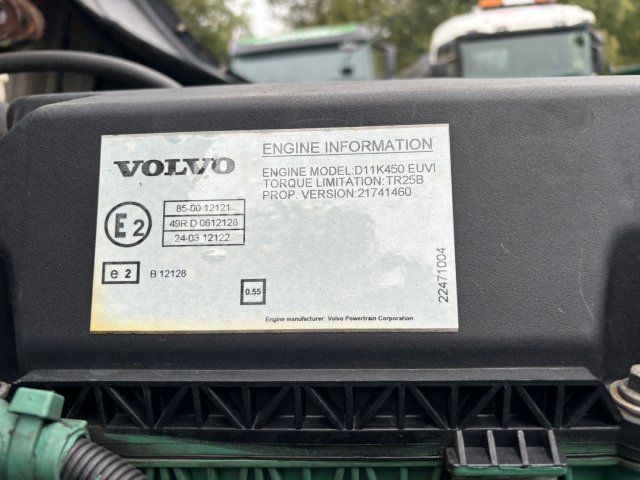 VOLVO
ENGINE INFORMATION
ENGINE MODEL:D11K450 EUVI
TORQUE LIMITATION:TR25B
PROP. VERSION:21741460
E2
85-00 12121
49R D 0612128
24-03 12122
e 2
B 12128
0.55
22471004
Engine manufacturer: Volvo Powertrain Corporation